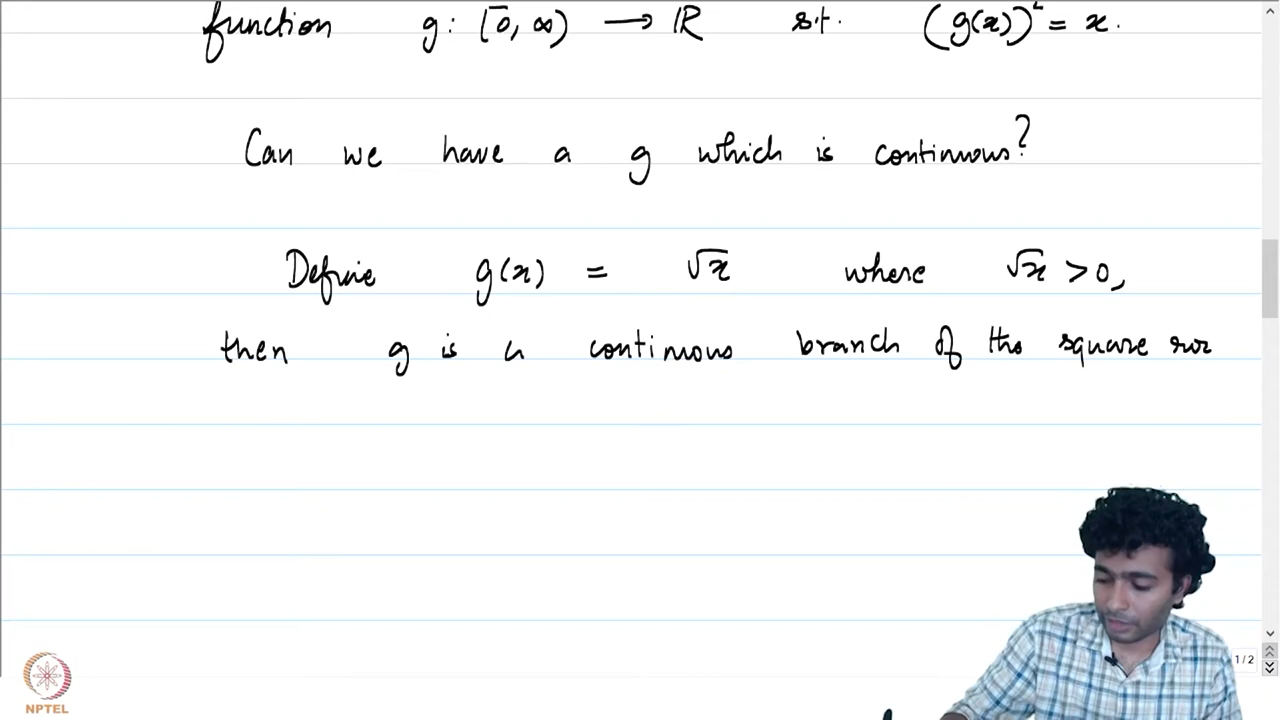 function g: [0, ∞) → ℝ s.t. (g(x))² = x.
Can we have a g which is continuous?
Define g(x) = √x where √x > 0,
then g is a continuous branch of the square roo
1/2
NPTEL